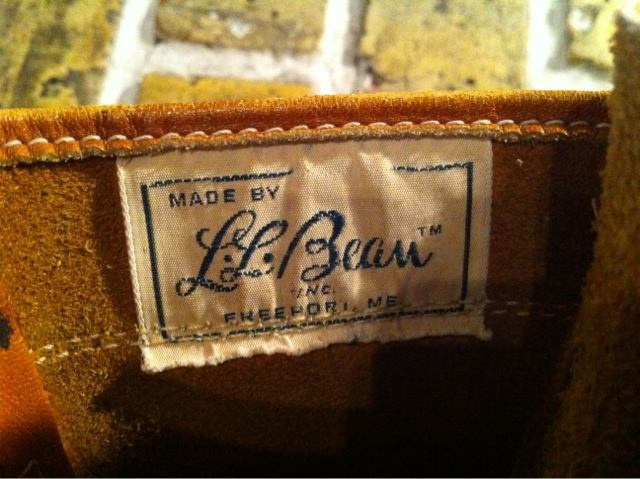 MADE BY
L.L. Bean™
INC.
FREEPORT, ME